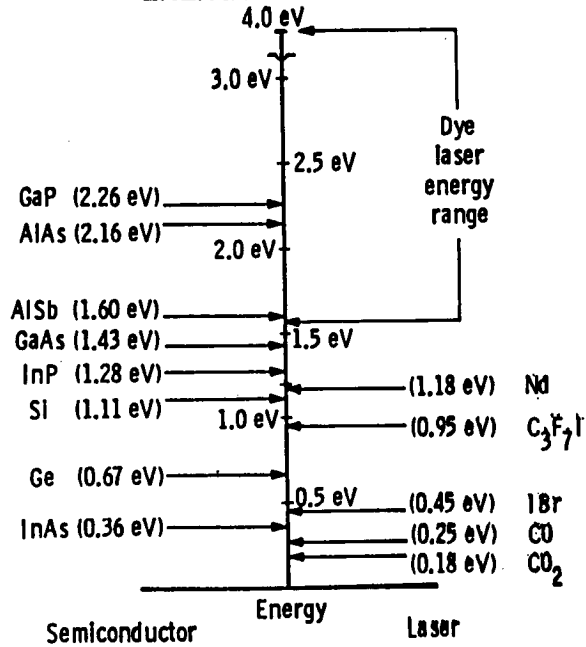 4.0 eV
3.0 eV
Dye
laser
energy
range
2.5 eV
GaP (2.26 eV)
AlAs (2.16 eV)
2.0 eV
AlSb (1.60 eV)
1.5 eV
GaAs (1.43 eV)
InP (1.28 eV)
(1.18 eV) Nd
Si (1.11 eV)
1.0 eV
(0.95 eV) C3F7I
Ge (0.67 eV)
0.5 eV
(0.45 eV) IBr
InAs (0.36 eV)
(0.25 eV) CO
(0.18 eV) CO2
Energy
Semiconductor
Laser